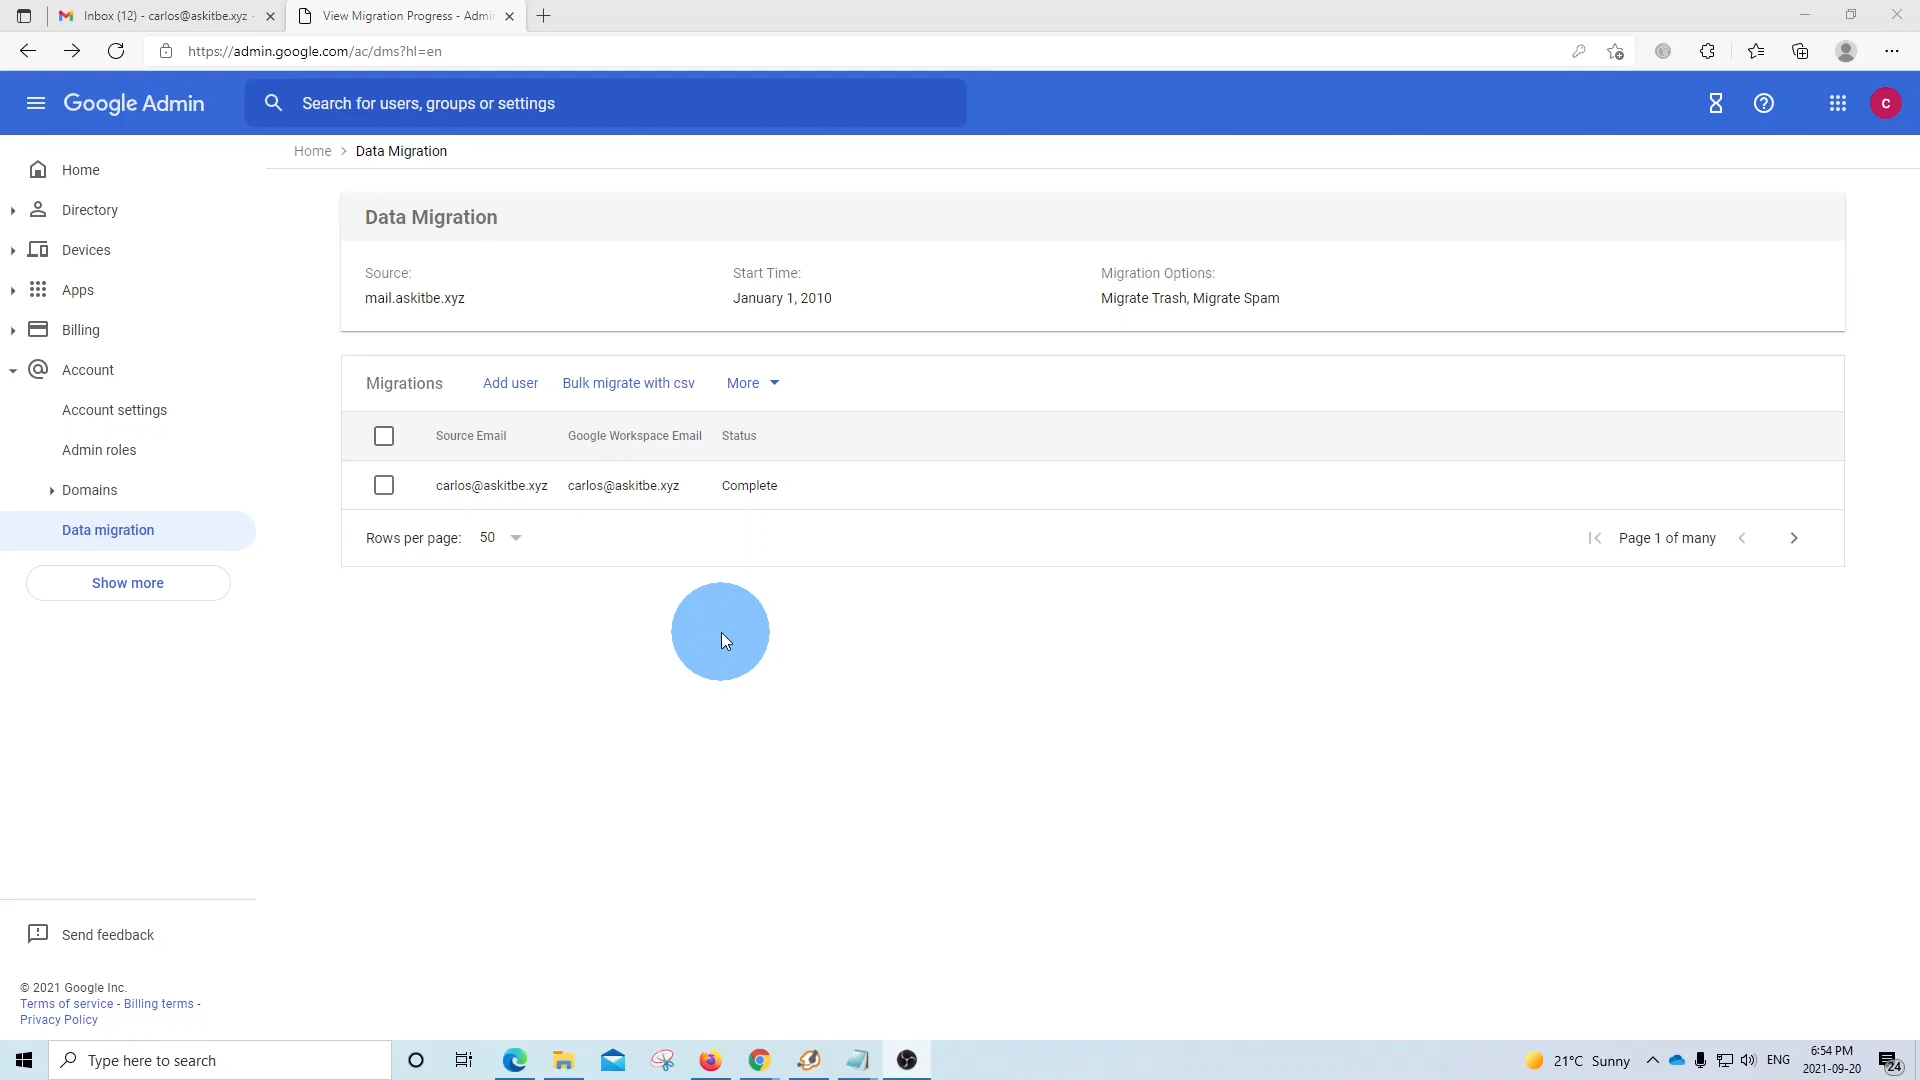 Inbox (12) - carlos@askitbe.xyz -
View Migration Progress - Admi
https://admin.google.com/ac/dms?hl=en
Google Admin
Search for users, groups or settings
C
Home
Directory
Devices
Apps
Billing
Account
Account settings
Admin roles
Domains
Data migration
Show more
Send feedback
© 2021 Google Inc.
Terms of service - Billing terms -
Privacy Policy
Home > Data Migration
Data Migration
Source:
mail.askitbe.xyz
Start Time:
January 1, 2010
Migration Options:
Migrate Trash, Migrate Spam
Migrations Add user Bulk migrate with csv More
Source Email Google Workspace Email Status
carlos@askitbe.xyz carlos@askitbe.xyz Complete
Rows per page: 50
Page 1 of many
Type here to search
21°C Sunny
ENG
6:54 PM
2021-09-20
24